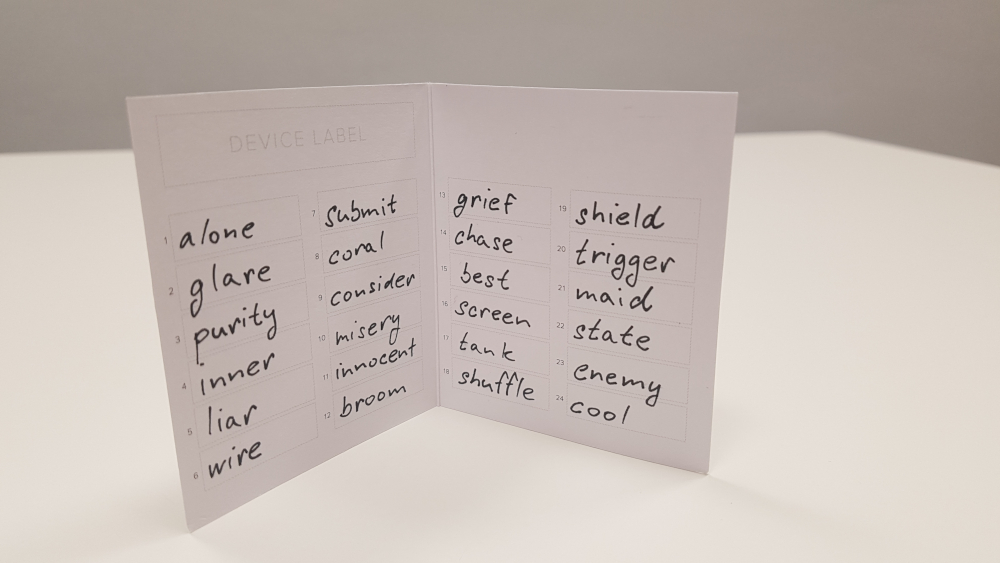 DEVICE LABEL
1 alone
2 glare
3 purity
4 inner
5 liar
6 wire
7 submit
8 coral
9 consider
10 misery
11 innocent
12 broom
13 grief
14 chase
15 best
16 screen
17 tank
18 shuffle
19 shield
20 trigger
21 maid
22 state
23 enemy
24 cool